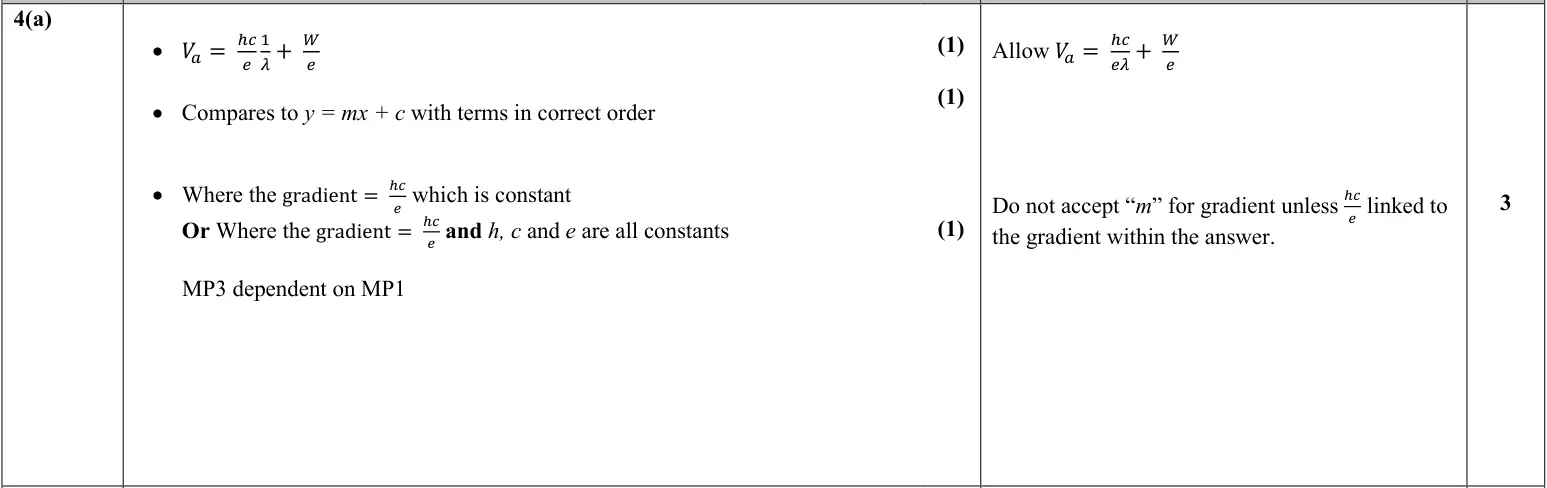 4(a)
• 𝑉𝑎 = ℎ𝑐/𝑒 1/𝜆 + 𝑊/𝑒 (1) Allow 𝑉𝑎 = ℎ𝑐/𝑒𝜆 + 𝑊/𝑒
• Compares to y = mx + c with terms in correct order (1)
• Where the gradient = ℎ𝑐/𝑒 which is constant
Or Where the gradient = ℎ𝑐/𝑒 and h, c and e are all constants (1)
MP3 dependent on MP1
Do not accept “m” for gradient unless ℎ𝑐/𝑒 linked to
the gradient within the answer.
3